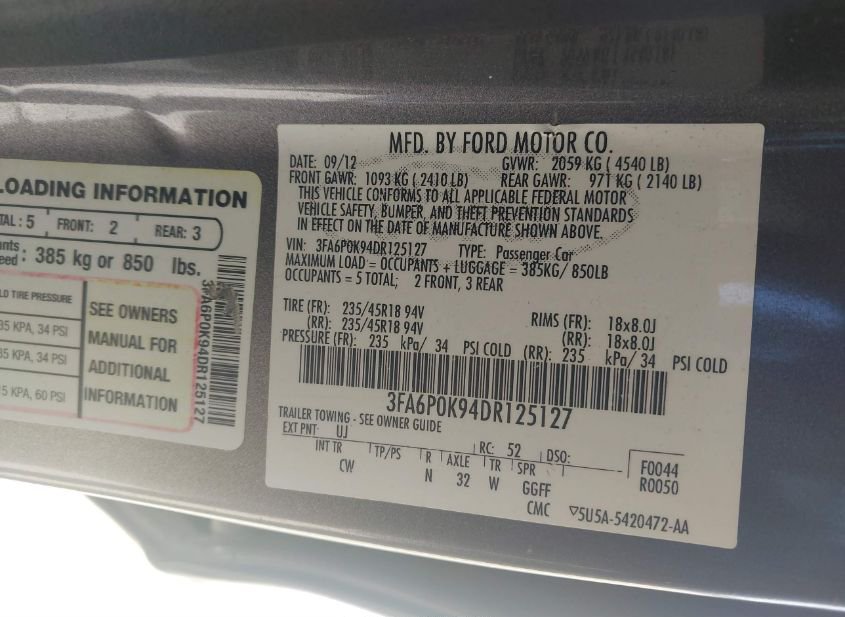 LOADING INFORMATION
TAL : 5 FRONT: 2 REAR: 3
385 kg or 850 lbs.
LD TIRE PRESSURE
35 KPA, 34 PSI
35 KPA, 34 PSI
5 KPA, 60 PSI
SEE OWNERS
MANUAL FOR
ADDITIONAL
INFORMATION
3FA6P0K94DR125127
MFD. BY FORD MOTOR CO.
DATE: 09/12 GVWR: 2059 KG ( 4540 LB)
FRONT GAWR: 1093 KG ( 2410 LB) REAR GAWR: 971 KG ( 2140 LB)
THIS VEHICLE CONFORMS TO ALL APPLICABLE FEDERAL MOTOR
VEHICLE SAFETY, BUMPER, AND THEFT PREVENTION STANDARDS
IN EFFECT ON THE DATE OF MANUFACTURE SHOWN ABOVE.
VIN: 3FA6P0K94DR125127 TYPE: Passenger Car
MAXIMUM LOAD = OCCUPANTS + LUGGAGE = 385KG/ 850LB
OCCUPANTS = 5 TOTAL; 2 FRONT, 3 REAR
TIRE (FR): 235/45R18 94V RIMS (FR): 18x8.0J
(RR): 235/45R18 94V (RR): 18x8.0J
PRESSURE (FR): 235 kPa/ 34 PSI COLD (RR): 235 kPa/ 34 PSI COLD
3FA6P0K94DR125127
TRAILER TOWING - SEE OWNER GUIDE
EXT PNT: UJ RC: 52 DSO:
INT TR TP/PS R AXLE TR SPR F0044
CW N 32 W GGFF R0050
CMC ▽5U5A-5420472-AA